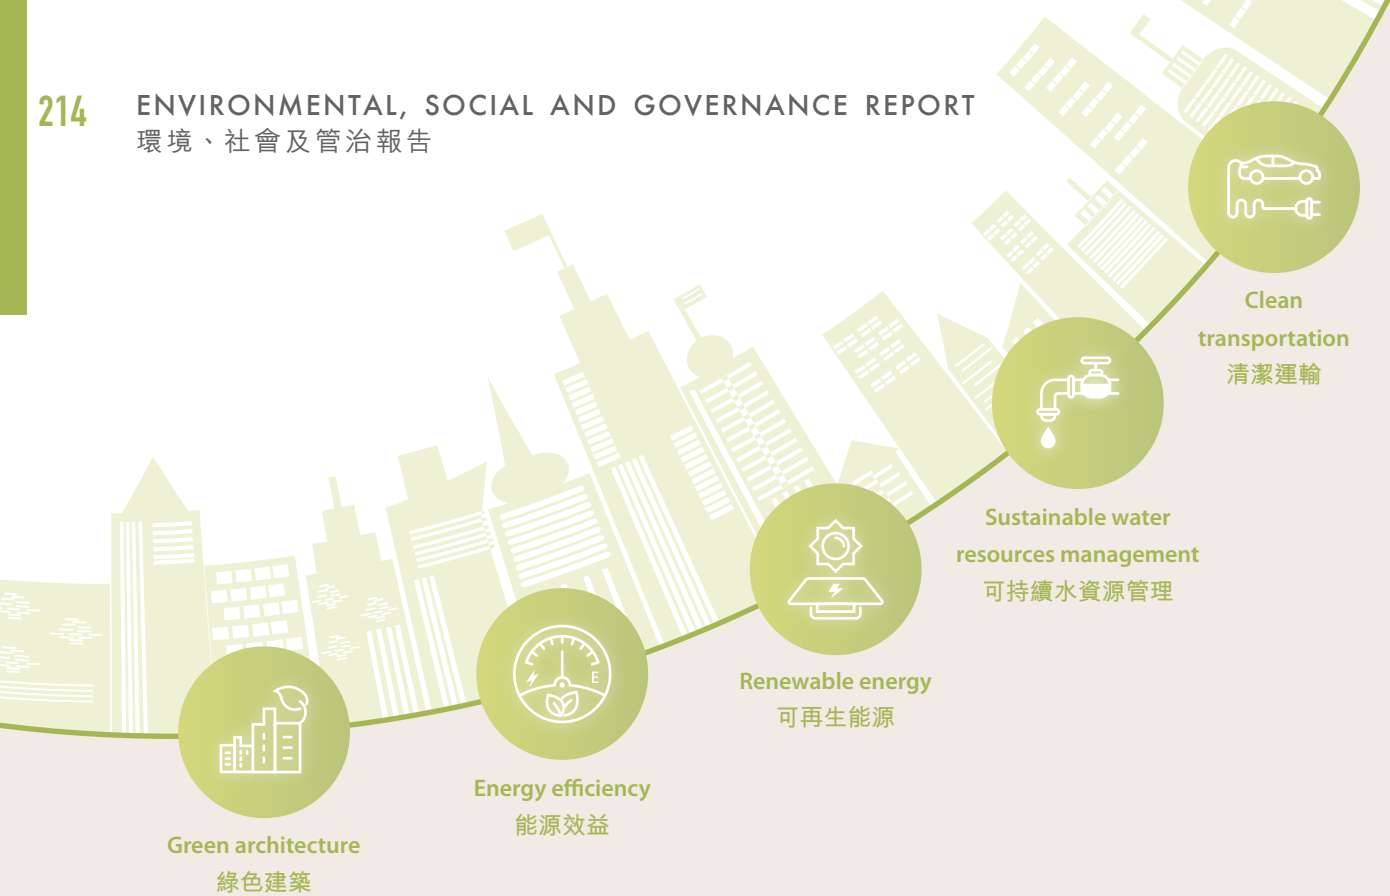 214
ENVIRONMENTAL, SOCIAL AND GOVERNANCE REPORT
環境、社會及管治報告
Clean
transportation
清潔運輸
Sustainable water
resources management
可持續水資源管理
Renewable energy
可再生能源
E
Energy efficiency
能源效益
Green architecture
綠色建築